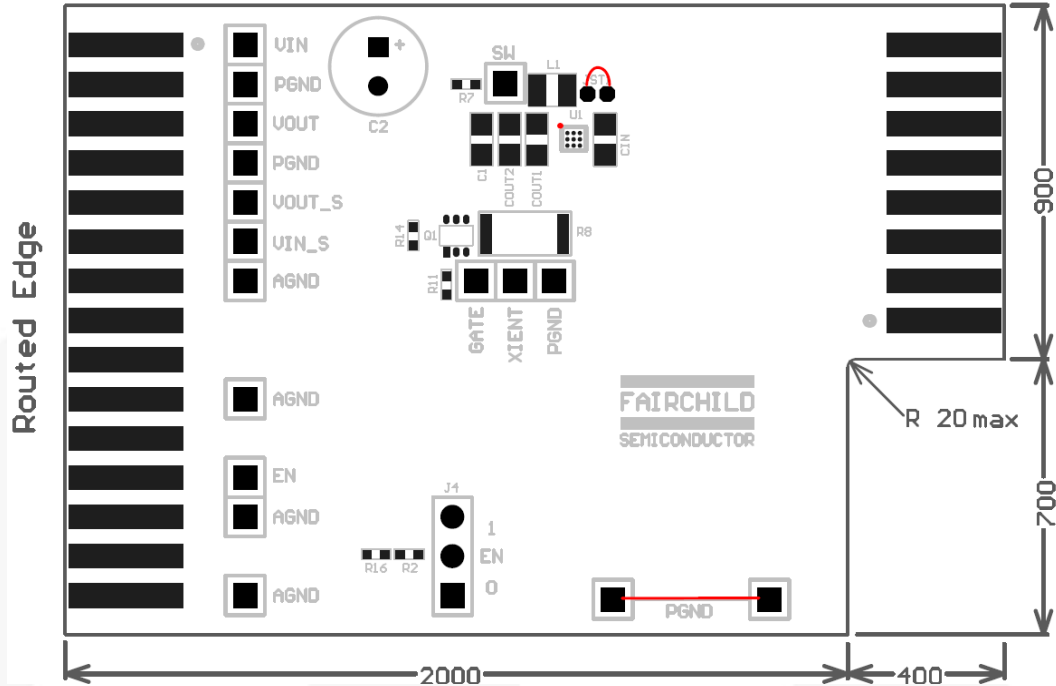 VIN
+
SW
L1
JST
PGND
R7
U1
VOUT
C2
CIN
PGND
C1
COUT2
COUT1
VOUT_S
900
R14
Q1
R8
VIN_S
AGND
R11
Routed Edge
GATE
XIENT
PGND
AGND
FAIRCHILD
SEMICONDUCTOR
R 20 max
EN
J4
700
AGND
1
EN
R16
R2
0
AGND
PGND
2000
400